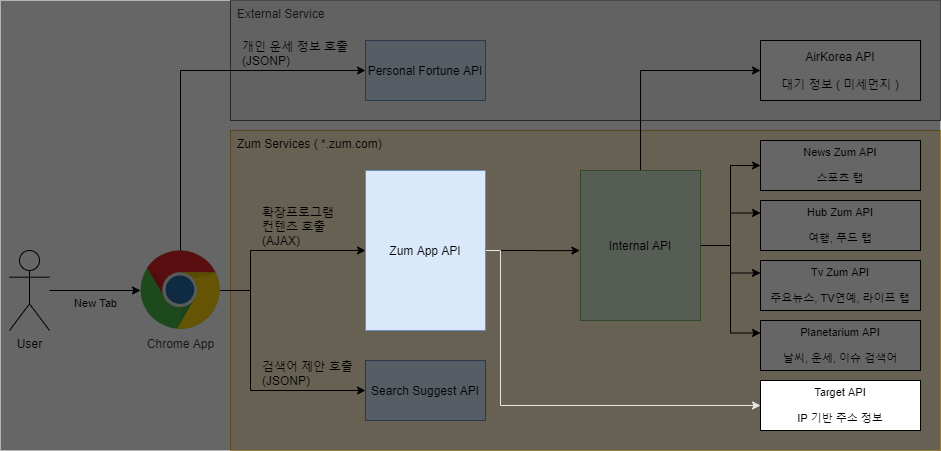 External Service
개인 운세 정보 호출
(JSONP)
Personal Fortune API
AirKorea API
대기 정보 ( 미세먼지 )
Zum Services ( *.zum.com)
News Zum API
스포츠 탭
확장프로그램
컨텐츠 호출
(AJAX)
Zum App API
Internal API
Hub Zum API
여행, 푸드 탭
Tv Zum API
주요뉴스, TV연예, 라이프 탭
New Tab
User
Chrome App
Planetarium API
날씨, 운세, 이슈 검색어
검색어 제안 호출
(JSONP)
Search Suggest API
Target API
IP 기반 주소 정보